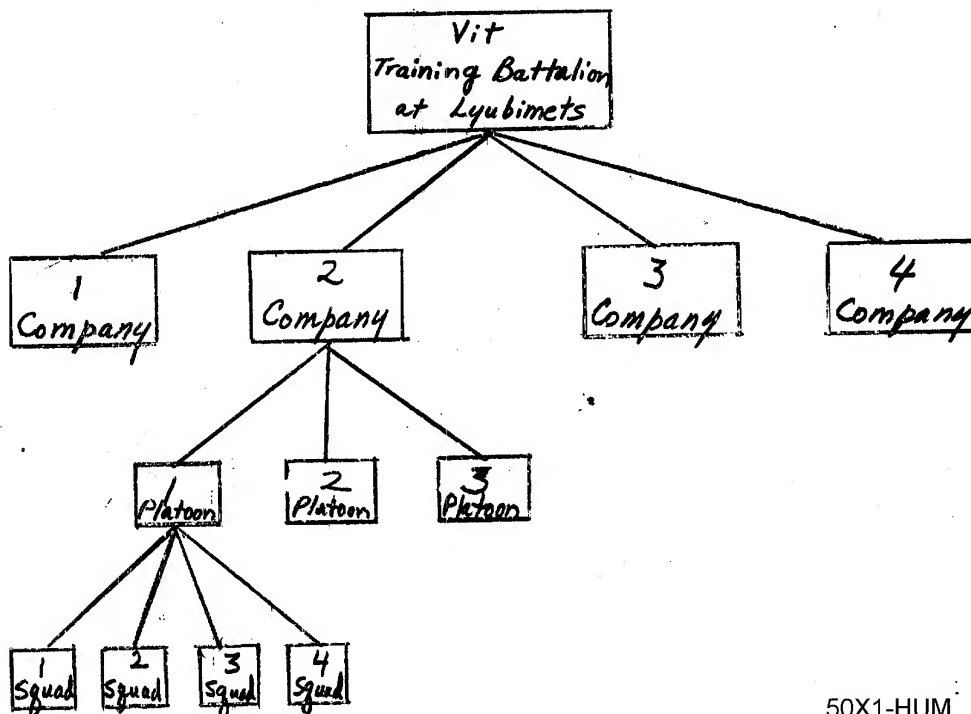 Vit
Training Battalion
at Lyubimets
1
Company
2
Company
3
Company
4
Company
1
Platoon
2
Platoon
3
Platoon
1
Squad
2
Squad
3
Squad
4
Squad
50X1-HUM